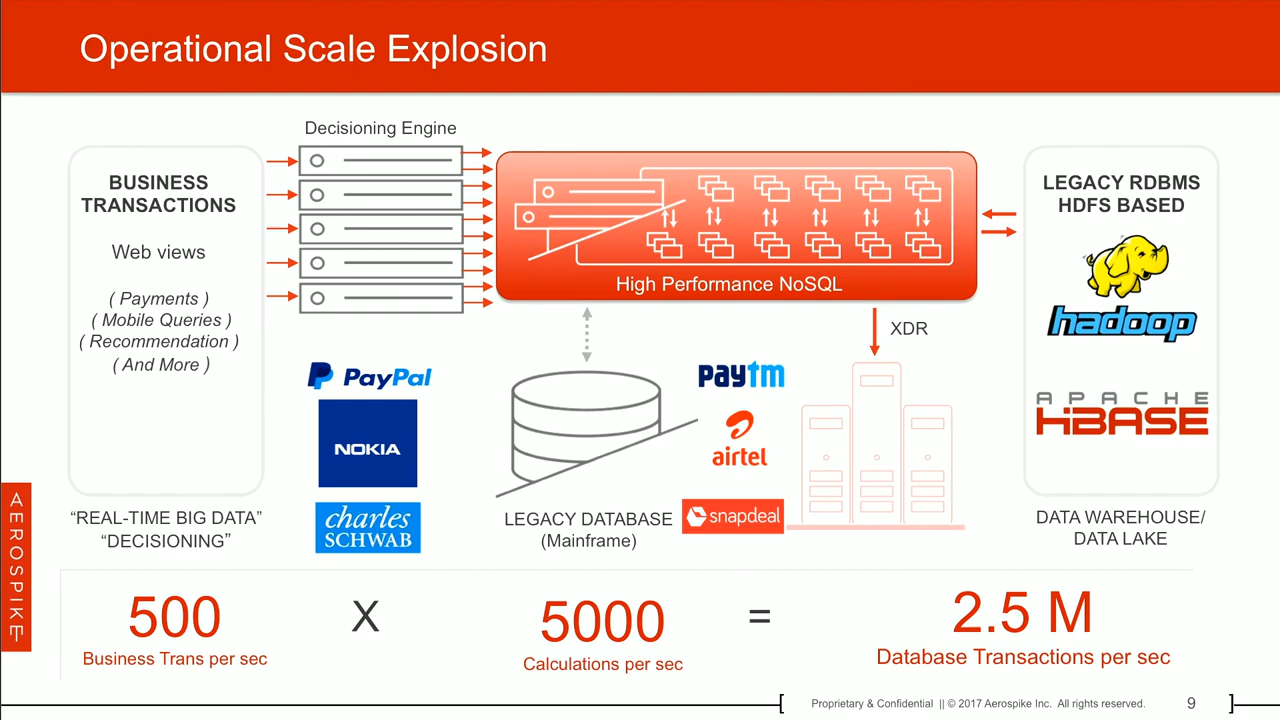 Operational Scale Explosion
Decisioning Engine
BUSINESS
TRANSACTIONS
Web views
( Payments )
( Mobile Queries )
( Recommendation )
( And More )
“REAL-TIME BIG DATA”
“DECISIONING”
High Performance NoSQL
XDR
PayPal
NOKIA
charles
SCHWAB
LEGACY DATABASE
(Mainframe)
Paytm
airtel
snapdeal
LEGACY RDBMS
HDFS BASED
hadoop
APACHE
HBASE
DATA WAREHOUSE/
DATA LAKE
AEROSPIKE
500 X 5000 = 2.5 M
Business Trans per sec
Calculations per sec
Database Transactions per sec
Proprietary & Confidential || © 2017 Aerospike Inc. All rights reserved. 9